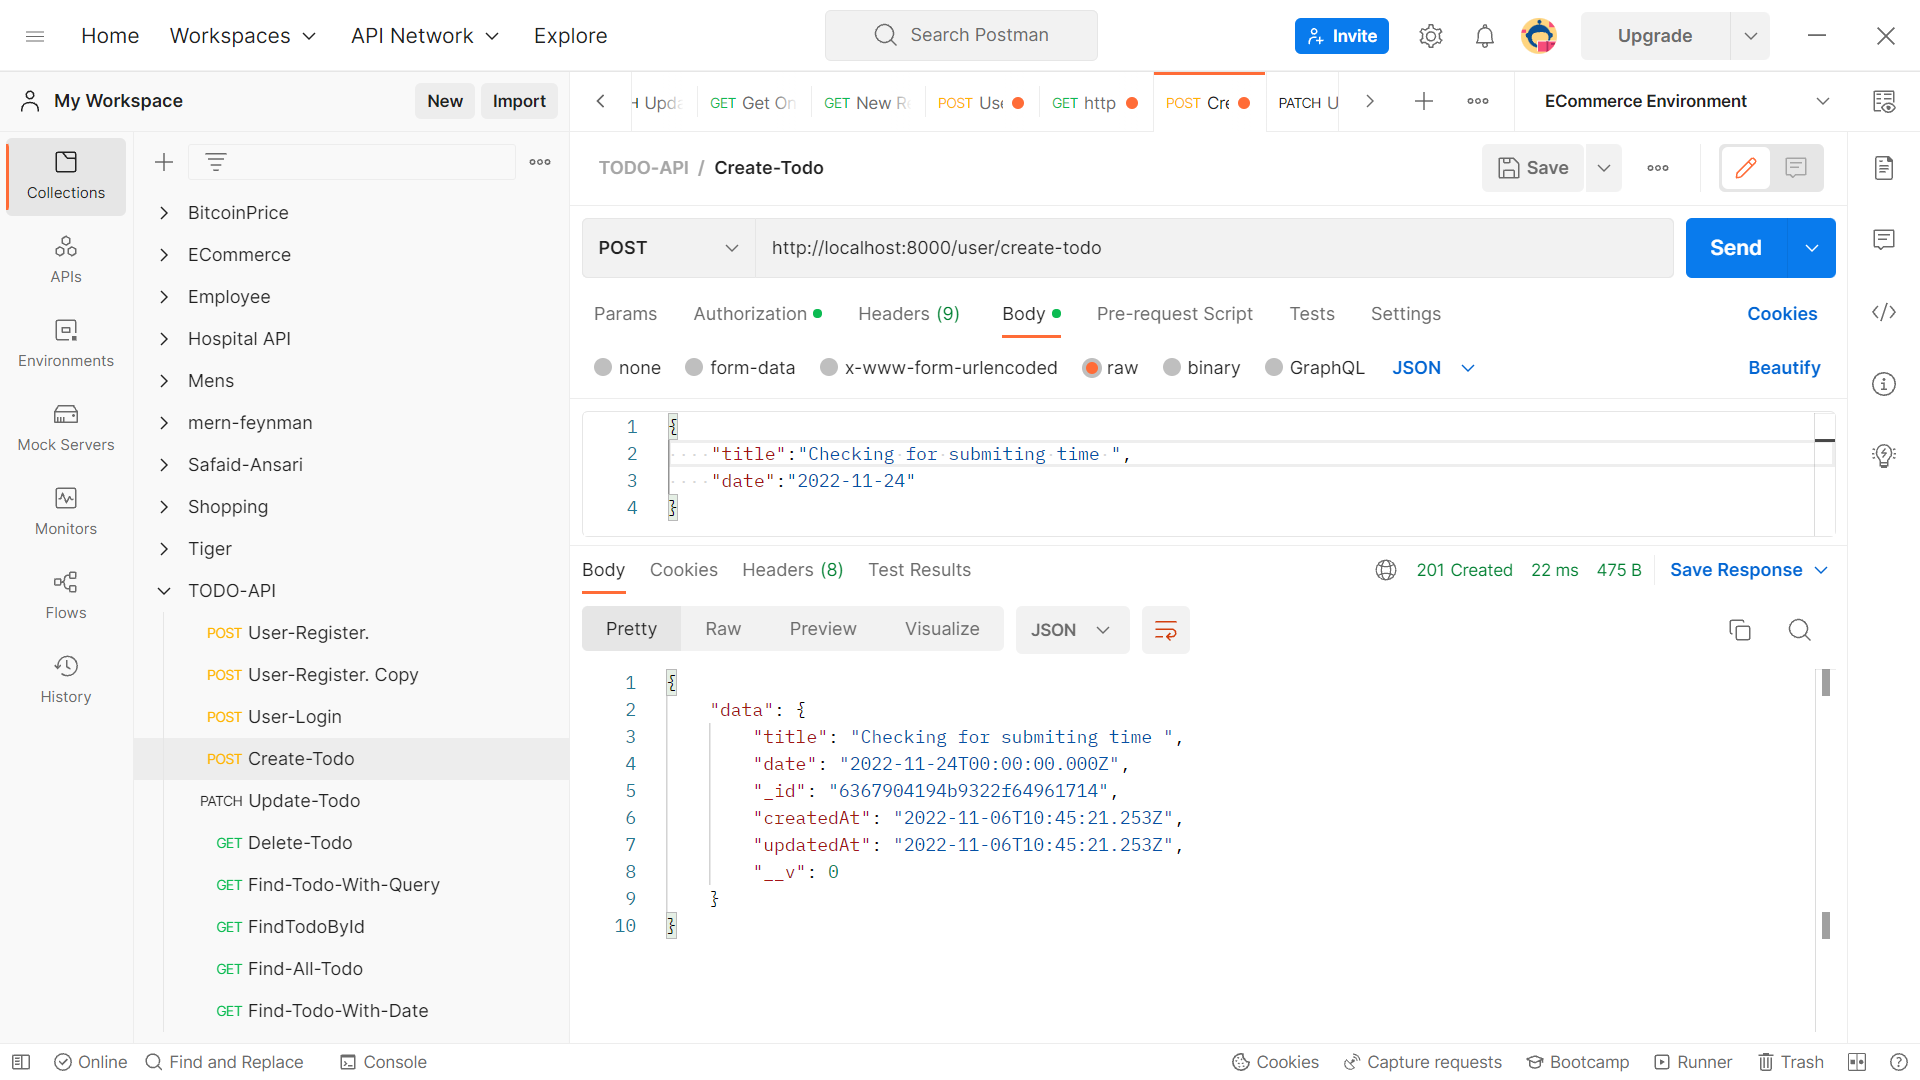 Home Workspaces API Network Explore Search Postman Invite Upgrade
My Workspace New Import
Upda GET Get On GET New Re POST Use GET http POST Cre PATCH U ECommerce Environment
Collections
APIs
Environments
Mock Servers
Monitors
Flows
History
BitcoinPrice
ECommerce
Employee
Hospital API
Mens
mern-feynman
Safaid-Ansari
Shopping
Tiger
TODO-API
POST User-Register.
POST User-Register. Copy
POST User-Login
POST Create-Todo
PATCH Update-Todo
GET Delete-Todo
GET Find-Todo-With-Query
GET FindTodoById
GET Find-All-Todo
GET Find-Todo-With-Date
TODO-API / Create-Todo Save
POST http://localhost:8000/user/create-todo Send
Params Authorization Headers (9) Body Pre-request Script Tests Settings Cookies
none form-data x-www-form-urlencoded raw binary GraphQL JSON Beautify
1 {
2 "title":"Checking for submiting time ",
3 "date":"2022-11-24"
4 }
Body Cookies Headers (8) Test Results 201 Created 22 ms 475 B Save Response
Pretty Raw Preview Visualize JSON
1 {
2 "data": {
3 "title": "Checking for submiting time ",
4 "date": "2022-11-24T00:00:00.000Z",
5 "_id": "6367904194b9322f64961714",
6 "createdAt": "2022-11-06T10:45:21.253Z",
7 "updatedAt": "2022-11-06T10:45:21.253Z",
8 "__v": 0
9 }
10 }
Online Find and Replace Console Cookies Capture requests Bootcamp Runner Trash